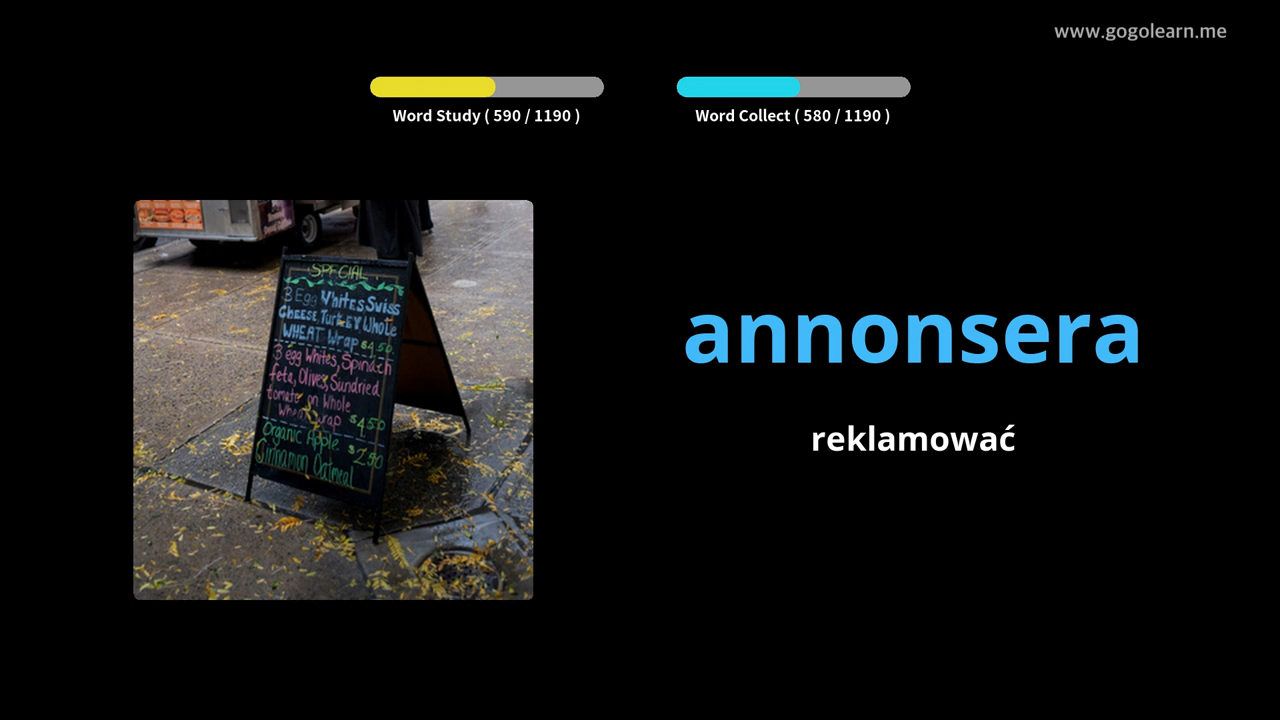 www.gogolearn.me
Word Study ( 590 / 1190 )
Word Collect ( 580 / 1190 )
SPECIAL
3 Egg Whites, Swiss
Cheese, Turkey Whole
WHEAT Wrap $4.50
3 egg Whites, Spinach
feta, Olives, Sundried
tomato on Whole
Wheat wrap $4.50
Organic Apple
Cinnamon Oatmeal $2.50
annonsera
reklamować